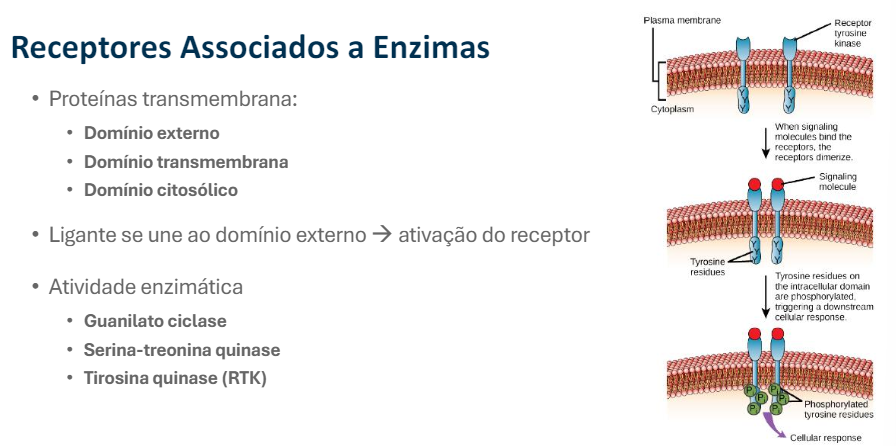 Receptores Associados a Enzimas
• Proteínas transmembrana:
• Domínio externo
• Domínio transmembrana
• Domínio citosólico
• Ligante se une ao domínio externo → ativação do receptor
• Atividade enzimática
• Guanilato ciclase
• Serina-treonina quinase
• Tirosina quinase (RTK)
Plasma membrane
Receptor
tyrosine
kinase
Y Y
Y Y
Cytoplasm
When signaling
molecules bind the
receptors, the
receptors dimerize.
Signaling
molecule
Tyrosine
residues
Tyrosine residues on
the intracellular domain
are phosphorylated,
triggering a downstream
cellular response.
P P P P P P
Phosphorylated
tyrosine residues
Cellular response